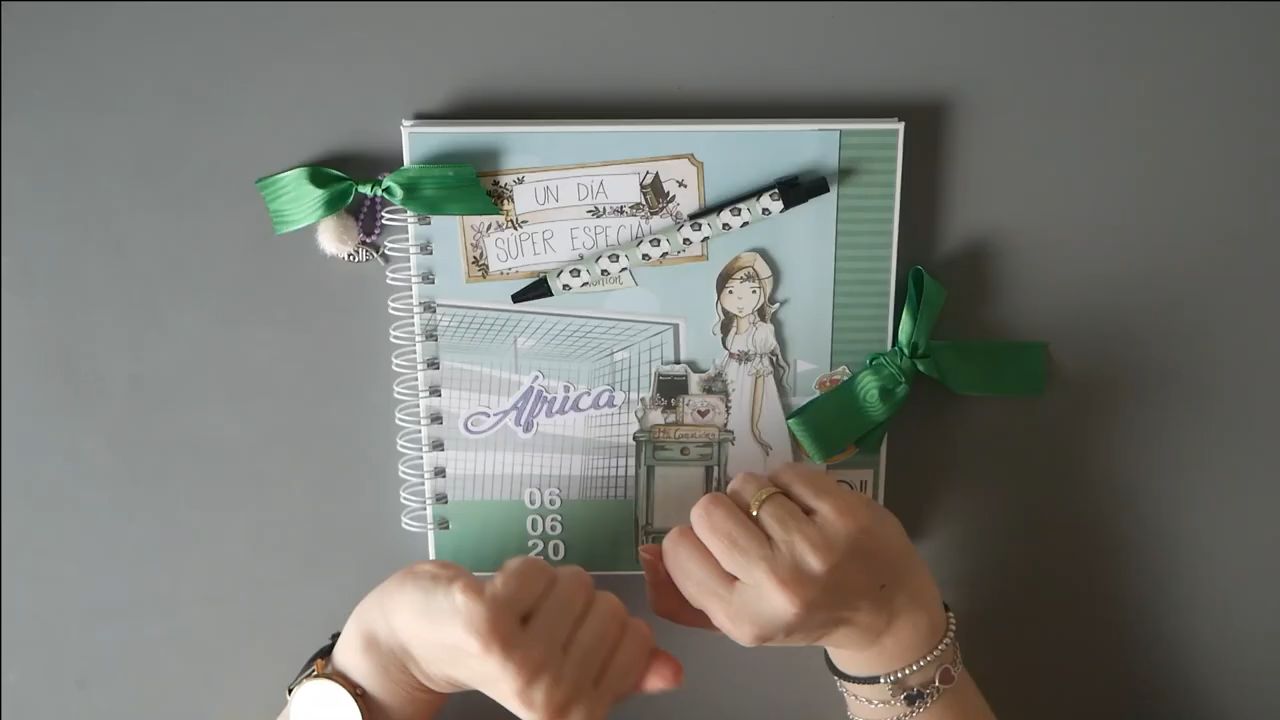 UN DÍA
SÚPER ESPECIAL
África
Mi Comunión
06
06
20